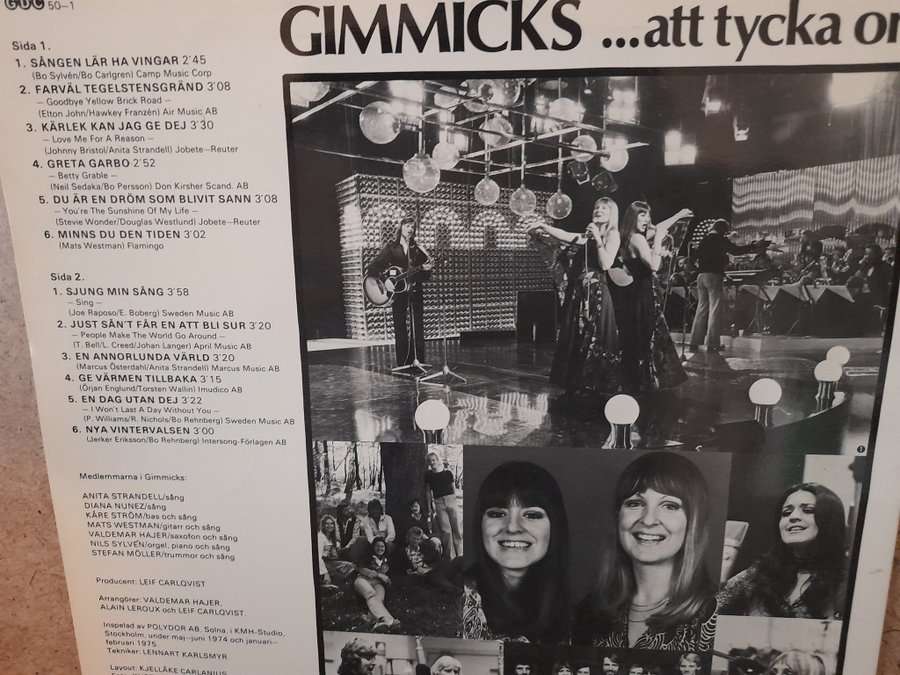 GDC 50-1
GIMMICKS ...att tycka
Sida 1.
1. SÅNGEN LÄR HA VINGAR 2'45
(Bo Sylvén/Bo Carlgren) Camp Music Corp
2. FARVÄL TEGELSTENSGRÄND 3'08
— Goodbye Yellow Brick Road —
(Elton John/Hawkey Franzén) Air Music AB
3. KÄRLEK KAN JAG GE DEJ 3'30
— Love Me For A Reason —
(Johnny Bristol/Anita Strandell) Jobete-Reuter
4. GRETA GARBO 2'52
— Betty Grable —
(Neil Sedaka/Bo Persson) Don Kirsher Scand. AB
5. DU ÄR EN DRÖM SOM BLIVIT SANN 3'08
— You're The Sunshine Of My Life —
(Stevie Wonder/Douglas Westlund) Jobete-Reuter
6. MINNS DU DEN TIDEN 3'02
(Mats Westman) Flamingo
Sida 2.
1. SJUNG MIN SÅNG 3'58
— Sing —
(Joe Raposo/E. Boberg) Sweden Music AB
2. JUST SÅN'T FÅR EN ATT BLI SUR 3'20
— People Make The World Go Around —
(T. Bell/L. Creed/Johan Langer) April Music AB
3. EN ANNORLUNDA VÄRLD 3'20
(Marcus Österdahl/Anita Strandell) Marcus Music AB
4. GE VÄRMEN TILLBAKA 3'15
(Örjan Englund/Torsten Wallin) Imudico AB
5. EN DAG UTAN DEJ 3'22
— I Won't Last A Day Without You —
(P. Williams/R. Nichols/Bo Rehnberg) Sweden Music AB
6. NYA VINTERVALSEN 3'00
(Jerker Eriksson/Bo Rehnberg) Intersong-Förlagen AB
Medlemmarna i Gimmicks:
ANITA STRANDELL/sång
DIANA NUNEZ/sång
KÅRE STRÖM/bas och sång
MATS WESTMAN/gitarr och sång
VALDEMAR HAJER/saxofon och sång
NILS SYLVÉN/orgel, piano och sång
STEFAN MÖLLER/trummor och sång
Producent: LEIF CARLQVIST
Arrangörer: VALDEMAR HAJER,
ALAIN LEROUX och LEIF CARLQVIST.
Inspelad av POLYDOR AB, Solna, i KMH-Studio,
Stockholm, under maj—juni 1974 och januari—
februari 1975.
Tekniker: LENNART KARLSMYR
Layout: KJELLÅKE CARLANIUS
1
2
4